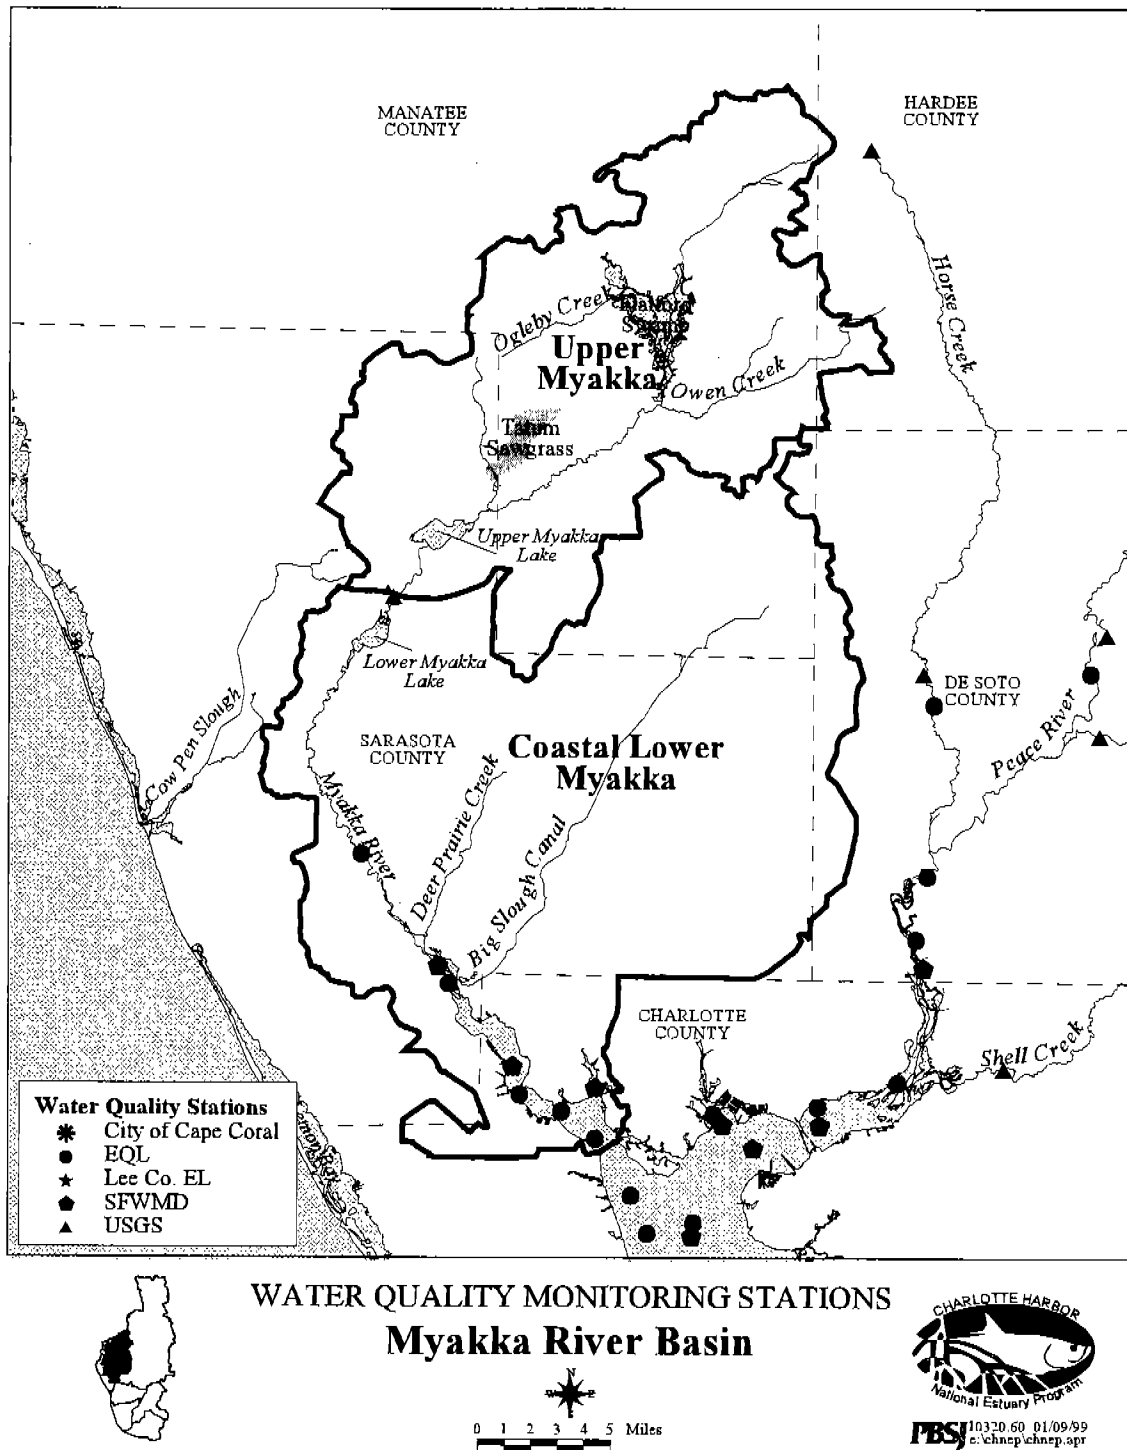 MANATEE
COUNTY
HARDEE
COUNTY
Horse Creek
Ogleby Creek
Upper
Myakka
Owen Creek
Tatum
Sawgrass
Upper Myakka
Lake
Lower Myakka
Lake
Cow Pen Slough
SARASOTA
COUNTY
Coastal Lower
Myakka
DE SOTO
COUNTY
Peace River
Myakka River
Deer Prairie Creek
Big Slough Canal
CHARLOTTE
COUNTY
Shell Creek
Water Quality Stations
City of Cape Coral
EQL
Lee Co. EL
SFWMD
USGS
Bay
WATER QUALITY MONITORING STATIONS
Myakka River Basin
N
W E
S
0 1 2 3 4 5 Miles
CHARLOTTE HARBOR
National Estuary Program
PBSJ 10320.60 01/09/99
e:\chnep\chnep.apr